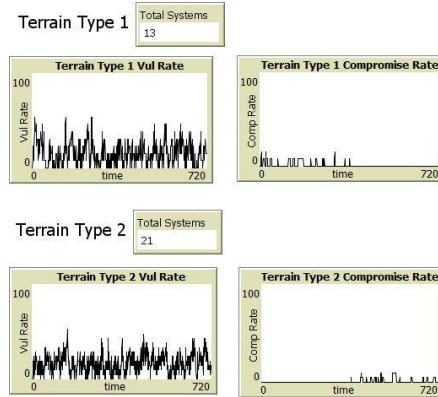 Terrain Type 1
Total Systems
13
Terrain Type 1 Vul Rate
100
Vul Rate
0
0
time
720
Terrain Type 1 Compromise Rate
100
Comp Rate
0
0
time
720
Terrain Type 2
Total Systems
21
Terrain Type 2 Vul Rate
100
Vul Rate
0
0
time
720
Terrain Type 2 Compromise Rate
100
Comp Rate
0
0
time
720